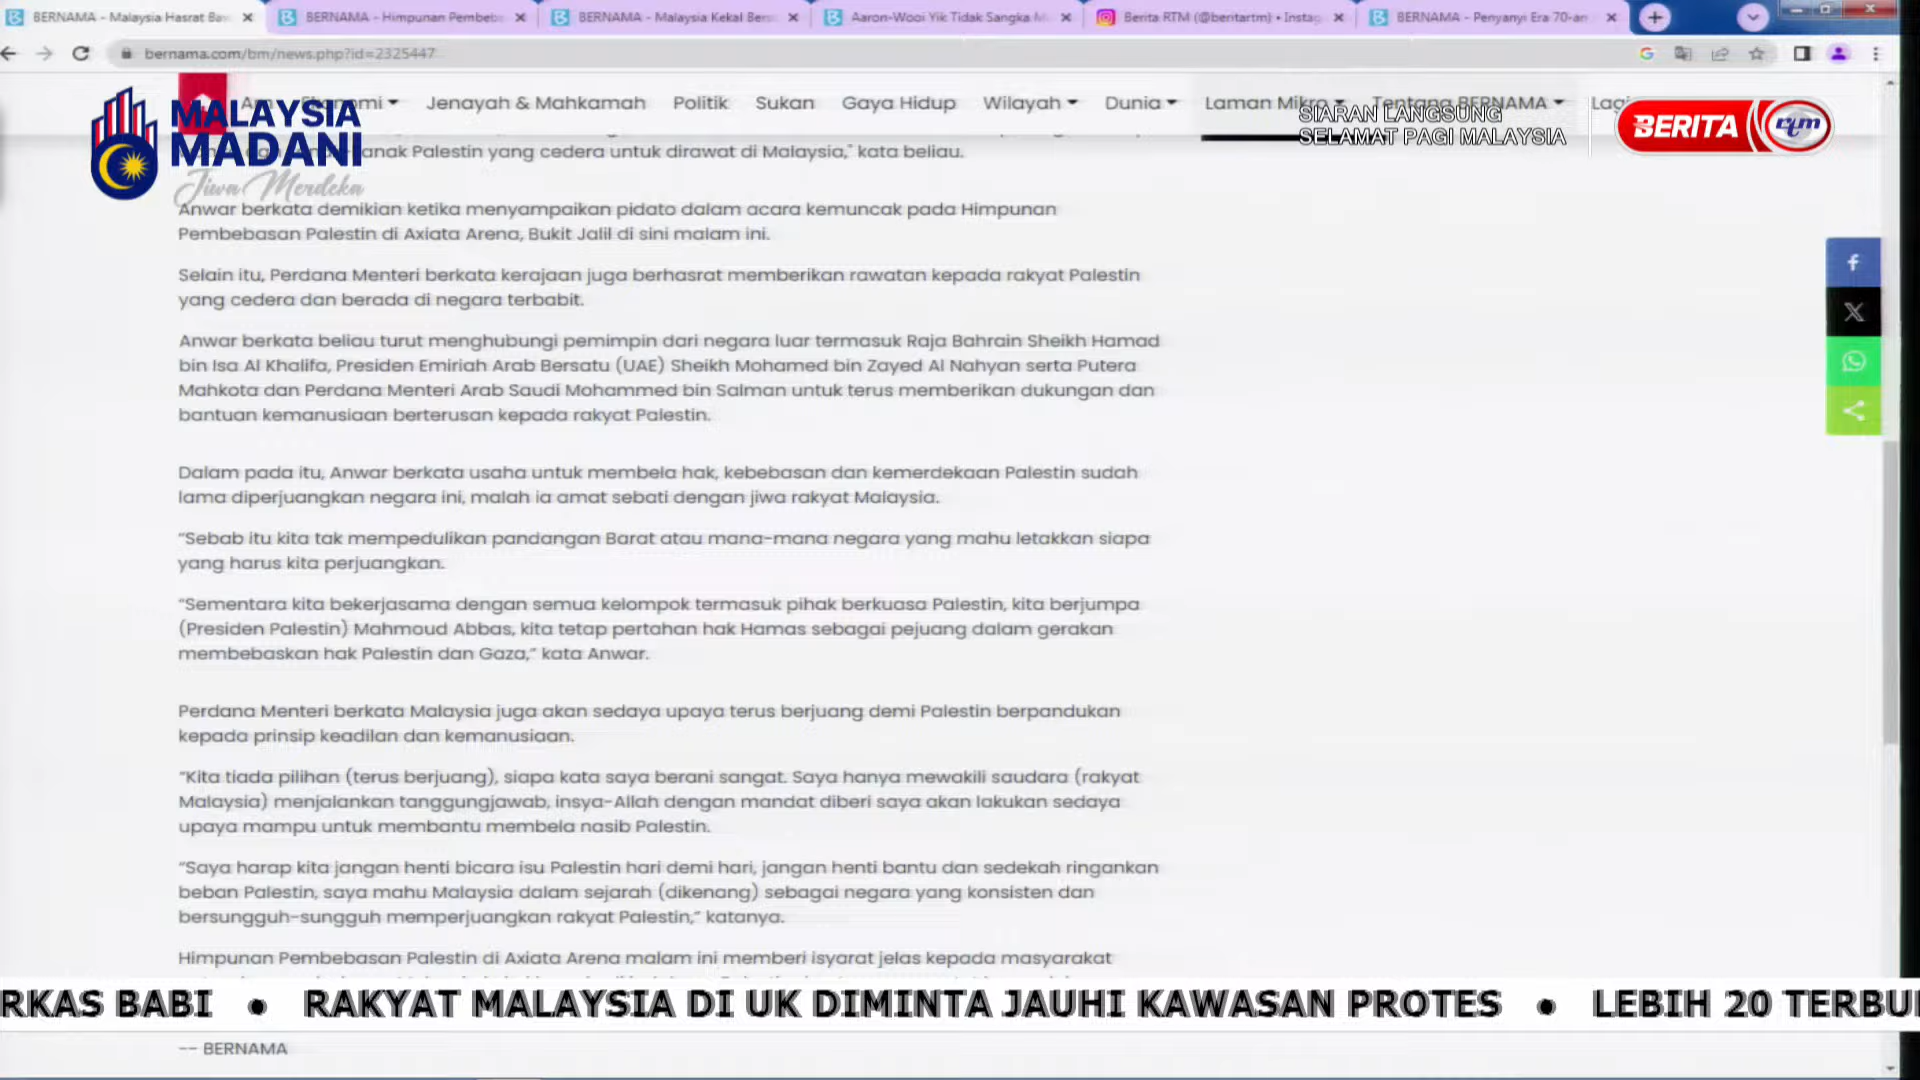 BERNAMA - Malaysia Hasrat Ba
BERNAMA - Himpunan Pembeb
BERNAMA - Malaysia Kekal Bers
Aaron-Wooi Yik Tidak Sangka M
Berita RTM (@beritartm) • Instag
BERNAMA - Penyanyi Era 70-an
bernama.com/bm/news.php?id=2325447
Jenayah & Mahkamah Politik Sukan Gaya Hidup Wilayah Dunia Laman Mikro Tentang BERNAMA
MALAYSIA
MADANI
Jiwa Merdeka
SIARAN LANGSUNG
SELAMAT PAGI MALAYSIA
BERITA rtm
Palestin yang cedera untuk dirawat di Malaysia," kata beliau.
Anwar berkata demikian ketika menyampaikan pidato dalam acara kemuncak pada Himpunan
Pembebasan Palestin di Axiata Arena, Bukit Jalil di sini malam ini.
Selain itu, Perdana Menteri berkata kerajaan juga berhasrat memberikan rawatan kepada rakyat Palestin
yang cedera dan berada di negara terbabit.
Anwar berkata beliau turut menghubungi pemimpin dari negara luar termasuk Raja Bahrain Sheikh Hamad
bin Isa Al Khalifa, Presiden Emiriah Arab Bersatu (UAE) Sheikh Mohamed bin Zayed Al Nahyan serta Putera
Mahkota dan Perdana Menteri Arab Saudi Mohammed bin Salman untuk terus memberikan dukungan dan
bantuan kemanusiaan berterusan kepada rakyat Palestin.
Dalam pada itu, Anwar berkata usaha untuk membela hak, kebebasan dan kemerdekaan Palestin sudah
lama diperjuangkan negara ini, malah ia amat sebati dengan jiwa rakyat Malaysia.
“Sebab itu kita tak mempedulikan pandangan Barat atau mana-mana negara yang mahu letakkan siapa
yang harus kita perjuangkan.
“Sementara kita bekerjasama dengan semua kelompok termasuk pihak berkuasa Palestin, kita berjumpa
(Presiden Palestin) Mahmoud Abbas, kita tetap pertahan hak Hamas sebagai pejuang dalam gerakan
membebaskan hak Palestin dan Gaza,” kata Anwar.
Perdana Menteri berkata Malaysia juga akan sedaya upaya terus berjuang demi Palestin berpandukan
kepada prinsip keadilan dan kemanusiaan.
“Kita tiada pilihan (terus berjuang), siapa kata saya berani sangat. Saya hanya mewakili saudara (rakyat
Malaysia) menjalankan tanggungjawab, insya-Allah dengan mandat diberi saya akan lakukan sedaya
upaya mampu untuk membantu membela nasib Palestin.
“Saya harap kita jangan henti bicara isu Palestin hari demi hari, jangan henti bantu dan sedekah ringankan
beban Palestin, saya mahu Malaysia dalam sejarah (dikenang) sebagai negara yang konsisten dan
bersungguh-sungguh memperjuangkan rakyat Palestin,” katanya.
Himpunan Pembebasan Palestin di Axiata Arena malam ini memberi isyarat jelas kepada masyarakat
RKAS BABI • RAKYAT MALAYSIA DI UK DIMINTA JAUHI KAWASAN PROTES • LEBIH 20 TERBU
-- BERNAMA